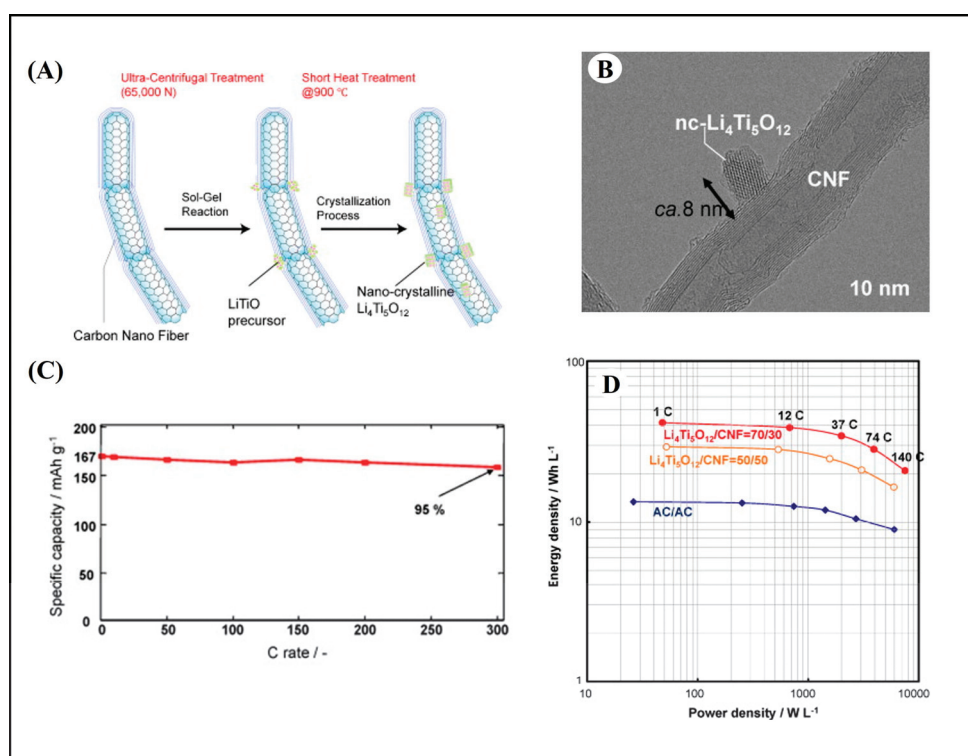 (A)
Ultra-Centrifugal Treatment
(65,000 N)
Short Heat Treatment
@900 ℃
Sol-Gel
Reaction
Crystallization
Process
LiTiO
precursor
Nano-crystalline
Li₄Ti₅O₁₂
Carbon Nano Fiber
B
nc-Li₄Ti₅O₁₂
CNF
ca.8 nm
10 nm
(C)
Specific capacity / mAh g⁻¹
200
167
150
100
50
0
95 %
0 50 100 150 200 250 300
C rate / -
D
Energy density / Wh L⁻¹
100
10
1
1 C
12 C
37 C
74 C
140 C
Li₄Ti₅O₁₂/CNF=70/30
Li₄Ti₅O₁₂/CNF=50/50
AC/AC
10 100 1000 10000
Power density / W L⁻¹